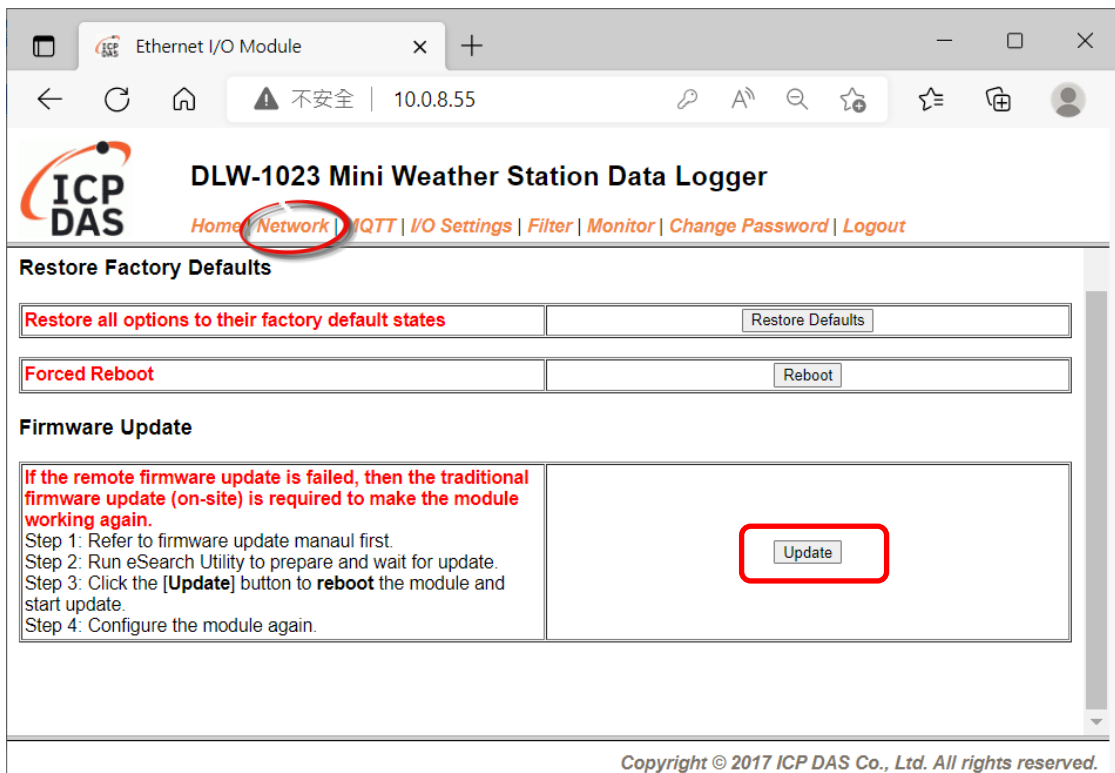 ICP DAS Ethernet I/O Module
不安全 | 10.0.8.55
ICP
DAS
DLW-1023 Mini Weather Station Data Logger
Home | Network | MQTT | I/O Settings | Filter | Monitor | Change Password | Logout
Restore Factory Defaults
Restore all options to their factory default states
Restore Defaults
Forced Reboot
Reboot
Firmware Update
If the remote firmware update is failed, then the traditional
firmware update (on-site) is required to make the module
working again.
Step 1: Refer to firmware update manaul first.
Step 2: Run eSearch Utility to prepare and wait for update.
Step 3: Click the [Update] button to reboot the module and
start update.
Step 4: Configure the module again.
Update
Copyright © 2017 ICP DAS Co., Ltd. All rights reserved.